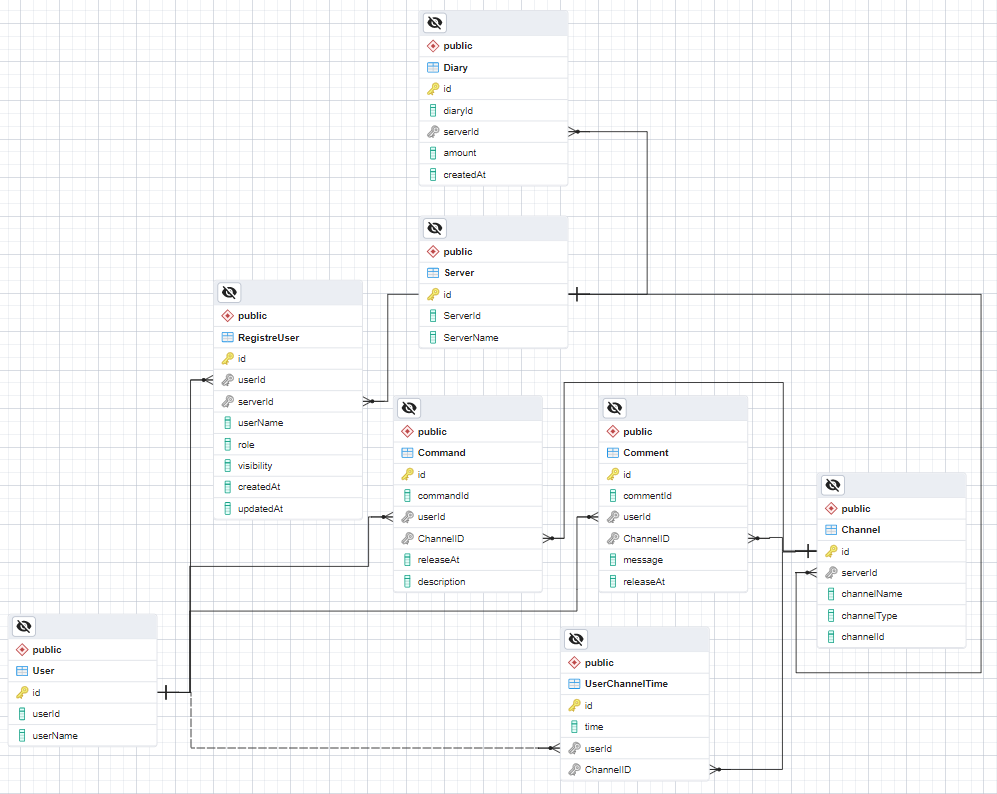 public
Diary
id
diaryId
serverId
amount
createdAt
public
Server
id
ServerId
ServerName
public
RegistreUser
id
userId
serverId
userName
role
visibility
createdAt
updatedAt
public
Command
id
commandId
userId
ChannelID
releaseAt
description
public
Comment
id
commentId
userId
ChannelID
message
releaseAt
public
Channel
id
serverId
channelName
channelType
channelId
public
User
id
userId
userName
public
UserChannelTime
id
time
userId
ChannelID